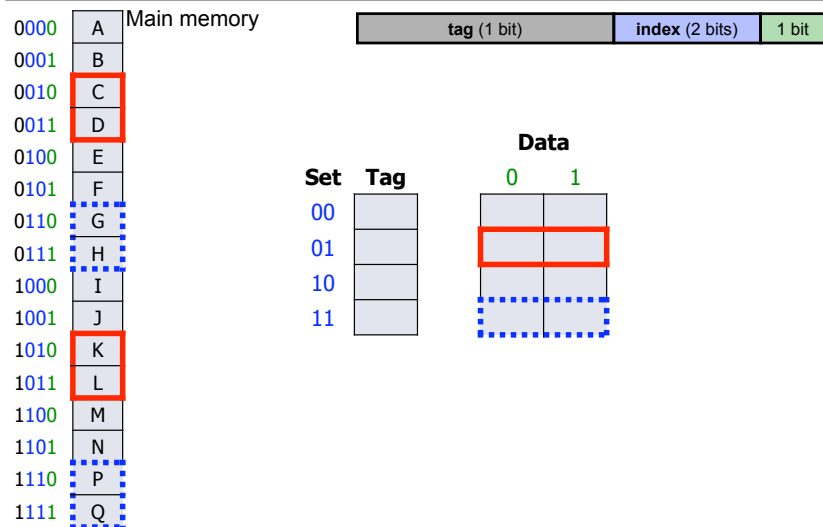 Main memory
tag (1 bit) index (2 bits) 1 bit
0000 A
0001 B
0010 C
0011 D
0100 E
0101 F
0110 G
0111 H
1000 I
1001 J
1010 K
1011 L
1100 M
1101 N
1110 P
1111 Q
Data
Set Tag 0 1
00
01
10
11